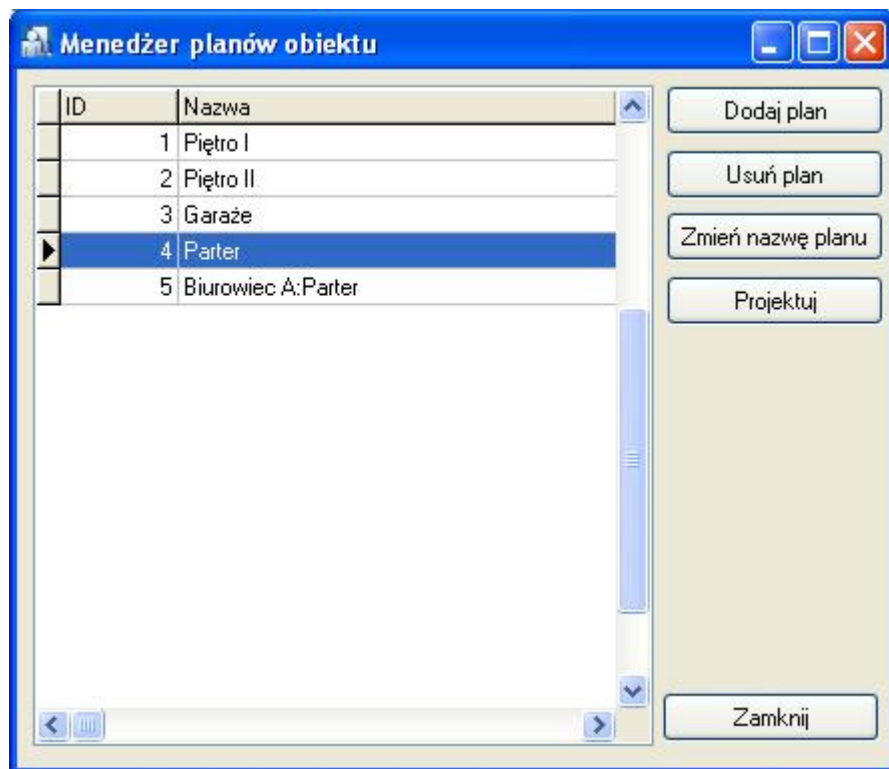 Menedżer planów obiektu
ID Nazwa
1 Piętro I
2 Piętro II
3 Garaże
4 Parter
5 Biurowiec A:Parter
Dodaj plan
Usuń plan
Zmień nazwę planu
Projektuj
Zamknij